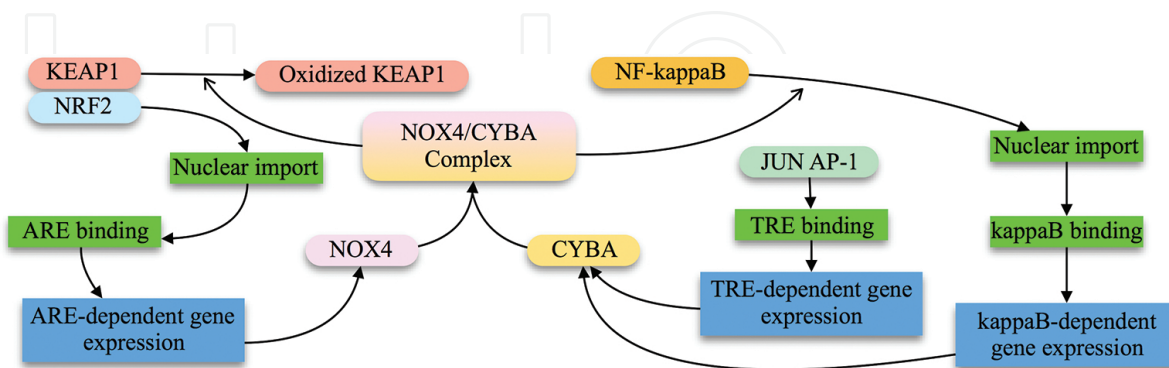 KEAP1
Oxidized KEAP1
NF-kappaB
NRF2
NOX4/CYBA
Complex
Nuclear import
JUN AP-1
Nuclear import
ARE binding
TRE binding
kappaB binding
NOX4
CYBA
ARE-dependent gene
expression
TRE-dependent gene
expression
kappaB-dependent
gene expression